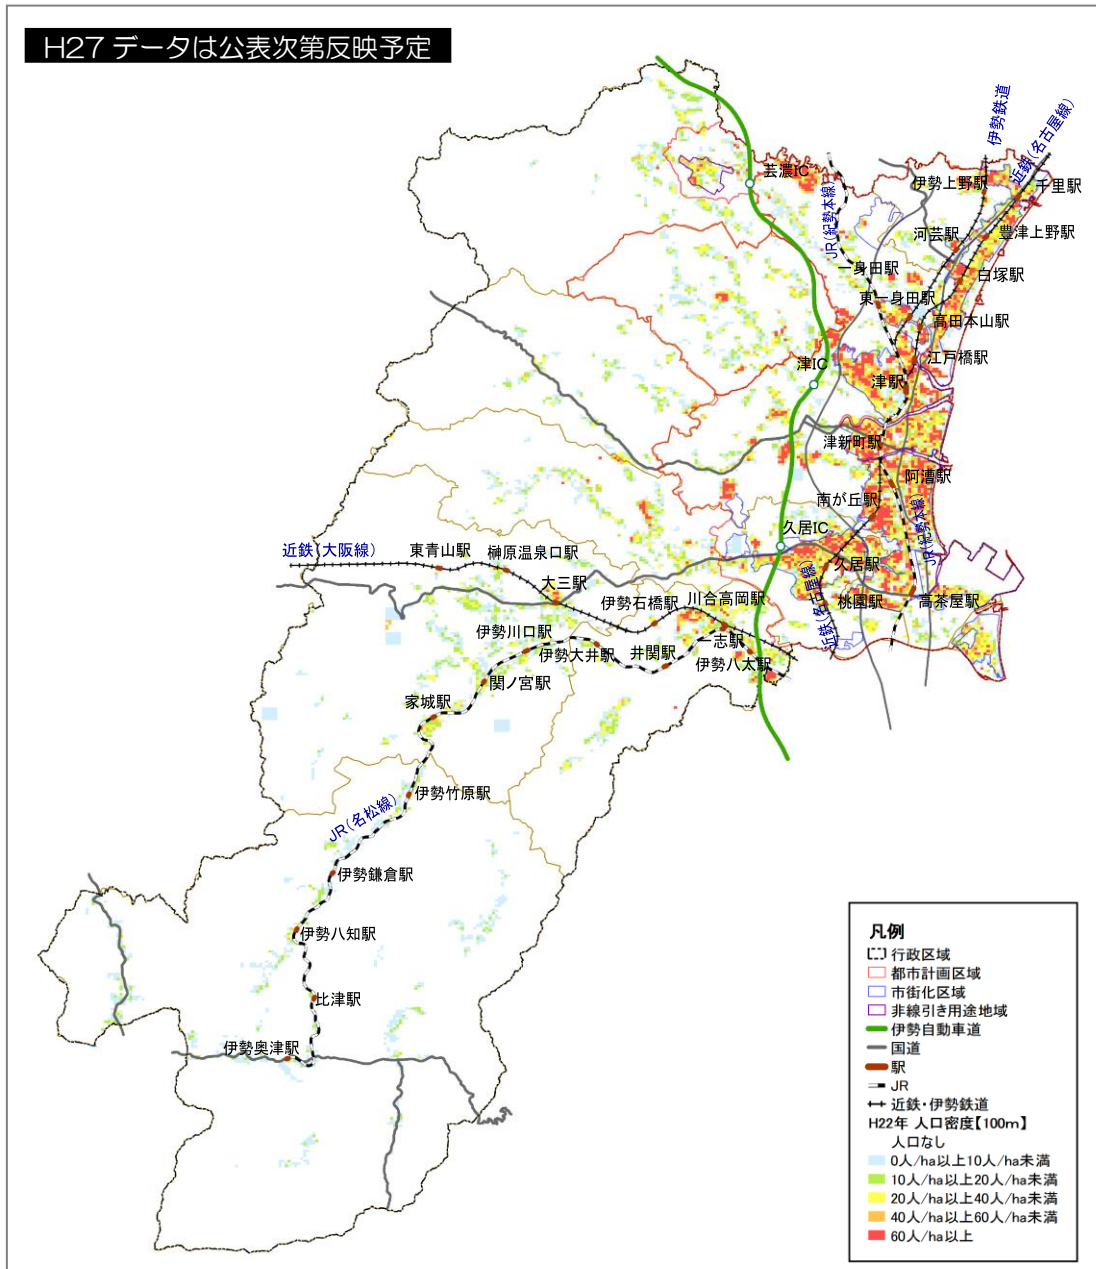 H27 データは公表次第反映予定
伊勢鉄道
近鉄(名古屋線)
芸濃IC
JR(紀勢本線)
伊勢上野駅
千里駅
河芸駅
豊津上野駅
一身田駅
白塚駅
東一身田駅
高田本山駅
津IC
江戸橋駅
津駅
津新町駅
阿漕駅
南が丘駅
久居IC
JR(紀勢本線)
近鉄(大阪線)
東青山駅
榊原温泉口駅
久居駅
大三駅
伊勢石橋駅
川合高岡駅
近鉄(名古屋線)
桃園駅
高茶屋駅
伊勢川口駅
一志駅
伊勢大井駅
井関駅
伊勢八太駅
関ノ宮駅
家城駅
伊勢竹原駅
JR(名松線)
伊勢鎌倉駅
伊勢八知駅
比津駅
伊勢奥津駅
凡例
行政区域
都市計画区域
市街化区域
非線引き用途地域
伊勢自動車道
国道
駅
JR
近鉄・伊勢鉄道
H22年 人口密度【100m】
人口なし
0人/ha以上10人/ha未満
10人/ha以上20人/ha未満
20人/ha以上40人/ha未満
40人/ha以上60人/ha未満
60人/ha以上